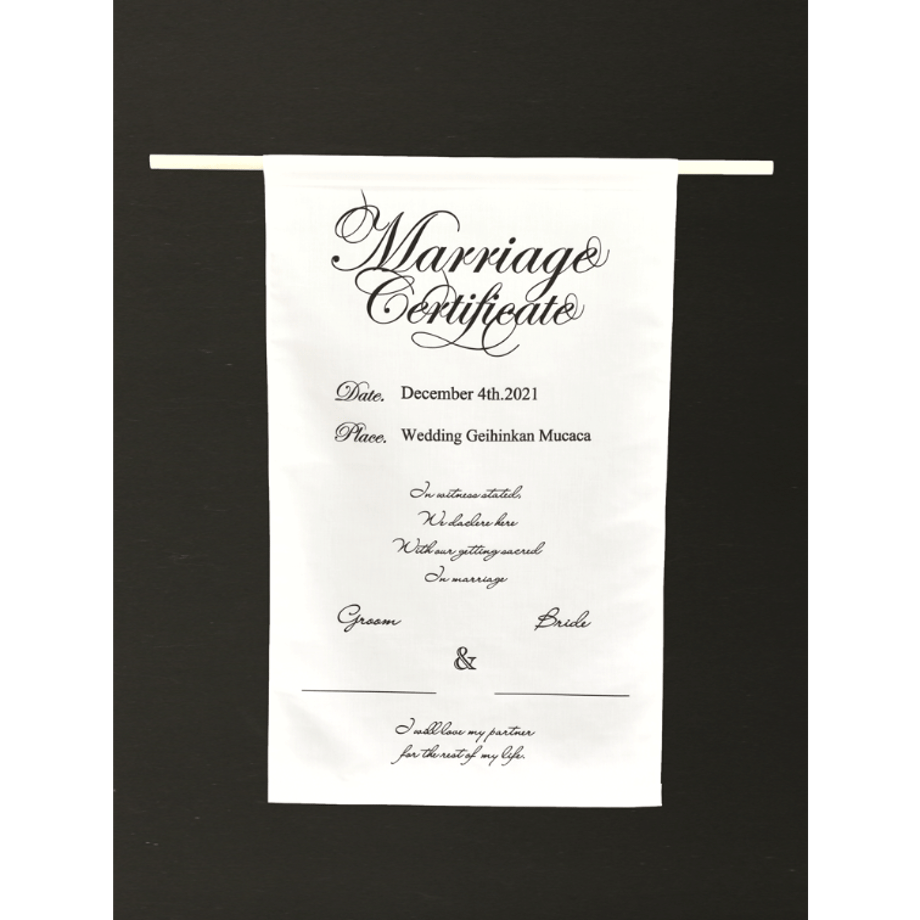 Marriage
Certificate
Date. December 4th.2021
Place. Wedding Geihinkan Mucaca
In witness stated,
We daclere here
With our getting sacred
In marriage
Groom Bride
&
I will love my partner
for the rest of my life.